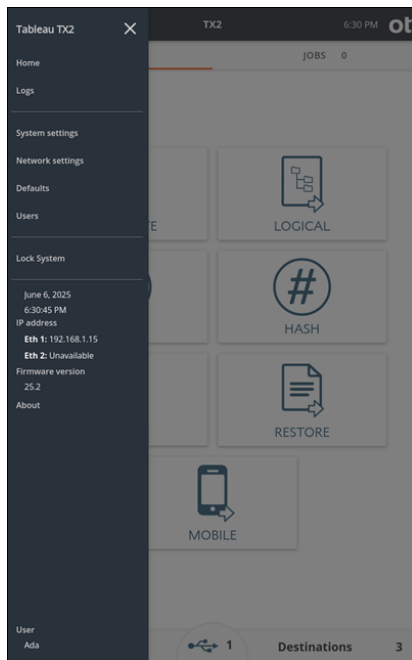 Tableau TX2
TX2
6:30 PM
ot
Home
JOBS 0
Logs
System settings
Network settings
Defaults
Users
E
LOGICAL
Lock System
June 6, 2025
6:30:45 PM
IP address
Eth 1: 192.168.1.15
Eth 2: Unavailable
Firmware version
25.2
About
#
HASH
RESTORE
MOBILE
User
Ada
1
Destinations 3